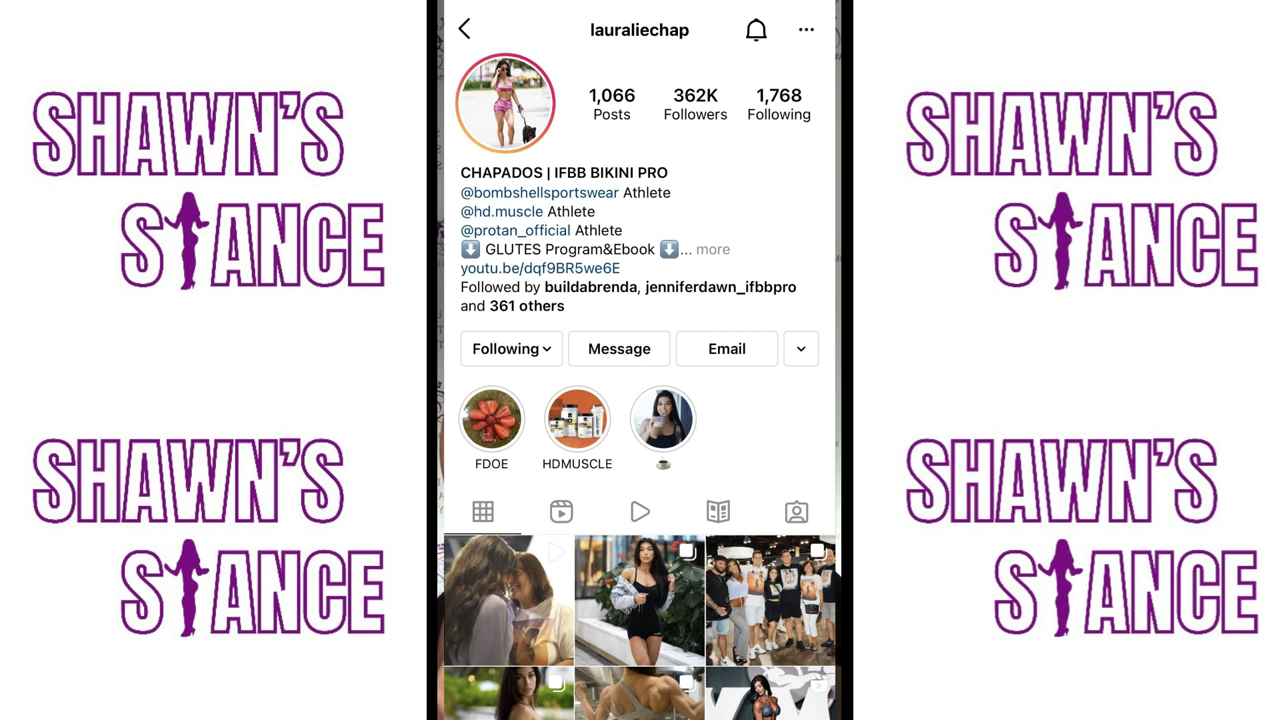 SHAWN'S
STANCE
SHAWN'S
STANCE
lauraliechap
1,066
Posts
362K
Followers
1,768
Following
CHAPADOS | IFBB BIKINI PRO
@bombshellsportswear Athlete
@hd.muscle Athlete
@protan_official Athlete
⬇️ GLUTES Program&Ebook ⬇️... more
youtu.be/dqf9BR5we6E
Followed by buildabrenda, jenniferdawn_ifbbpro
and 361 others
Following
Message
Email
FDOE
HDMUSCLE
SHAWN'S
STANCE
SHAWN'S
STANCE